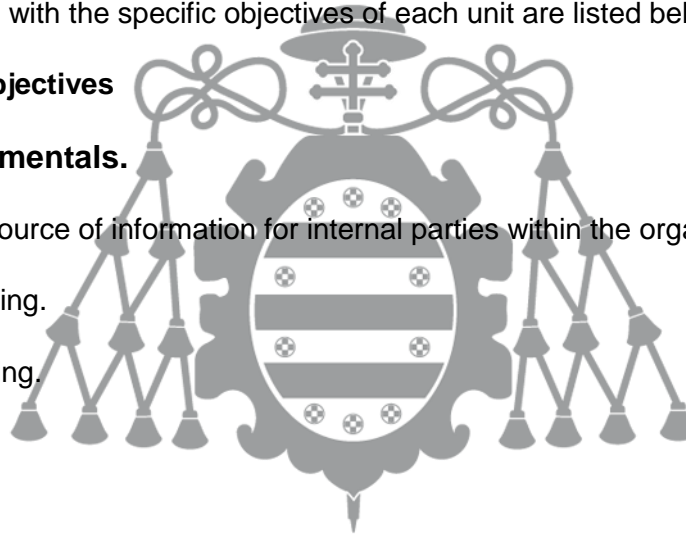 with the specific objectives of each unit are listed bel
bjectives
mentals.
ource of information for internal parties within the orga
ing.
ng.